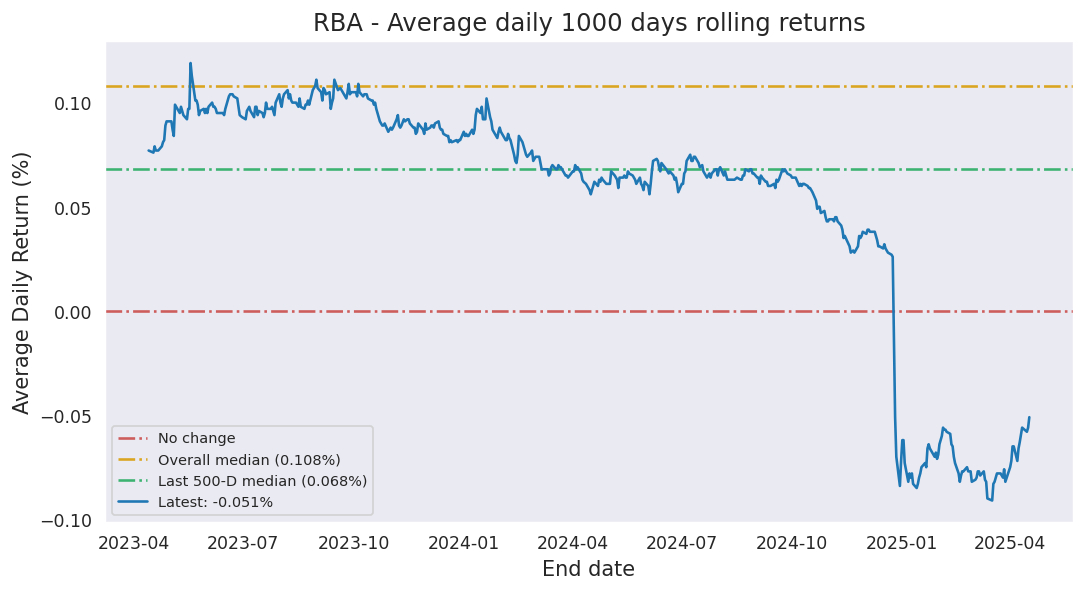 RBA - Average daily 1000 days rolling returns
Average Daily Return (%)
0.10
0.05
0.00
−0.05
−0.10
No change
Overall median (0.108%)
Last 500-D median (0.068%)
Latest: -0.051%
2023-04 2023-07 2023-10 2024-01 2024-04 2024-07 2024-10 2025-01 2025-04
End date